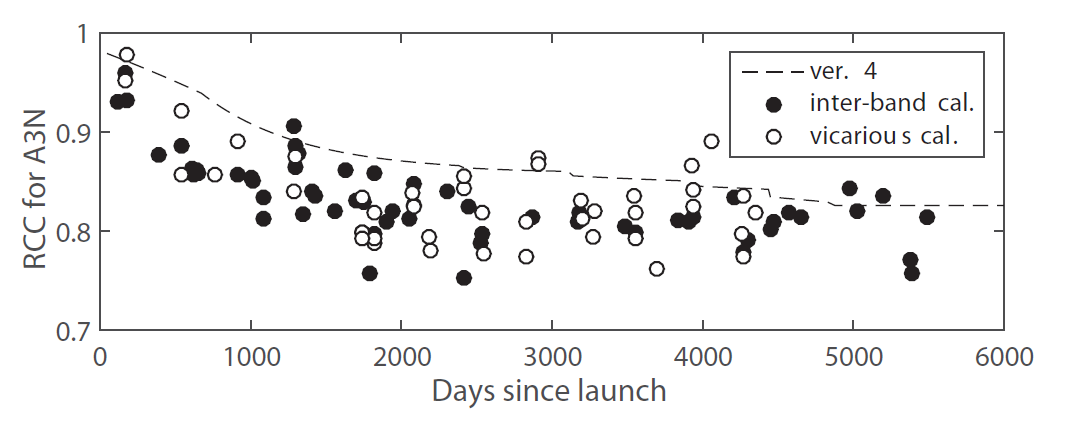 1
0.9
0.8
0.7
RCC for A3N
ver. 4
inter-band cal.
vicarious cal.
0 1000 2000 3000 4000 5000 6000
Days since launch